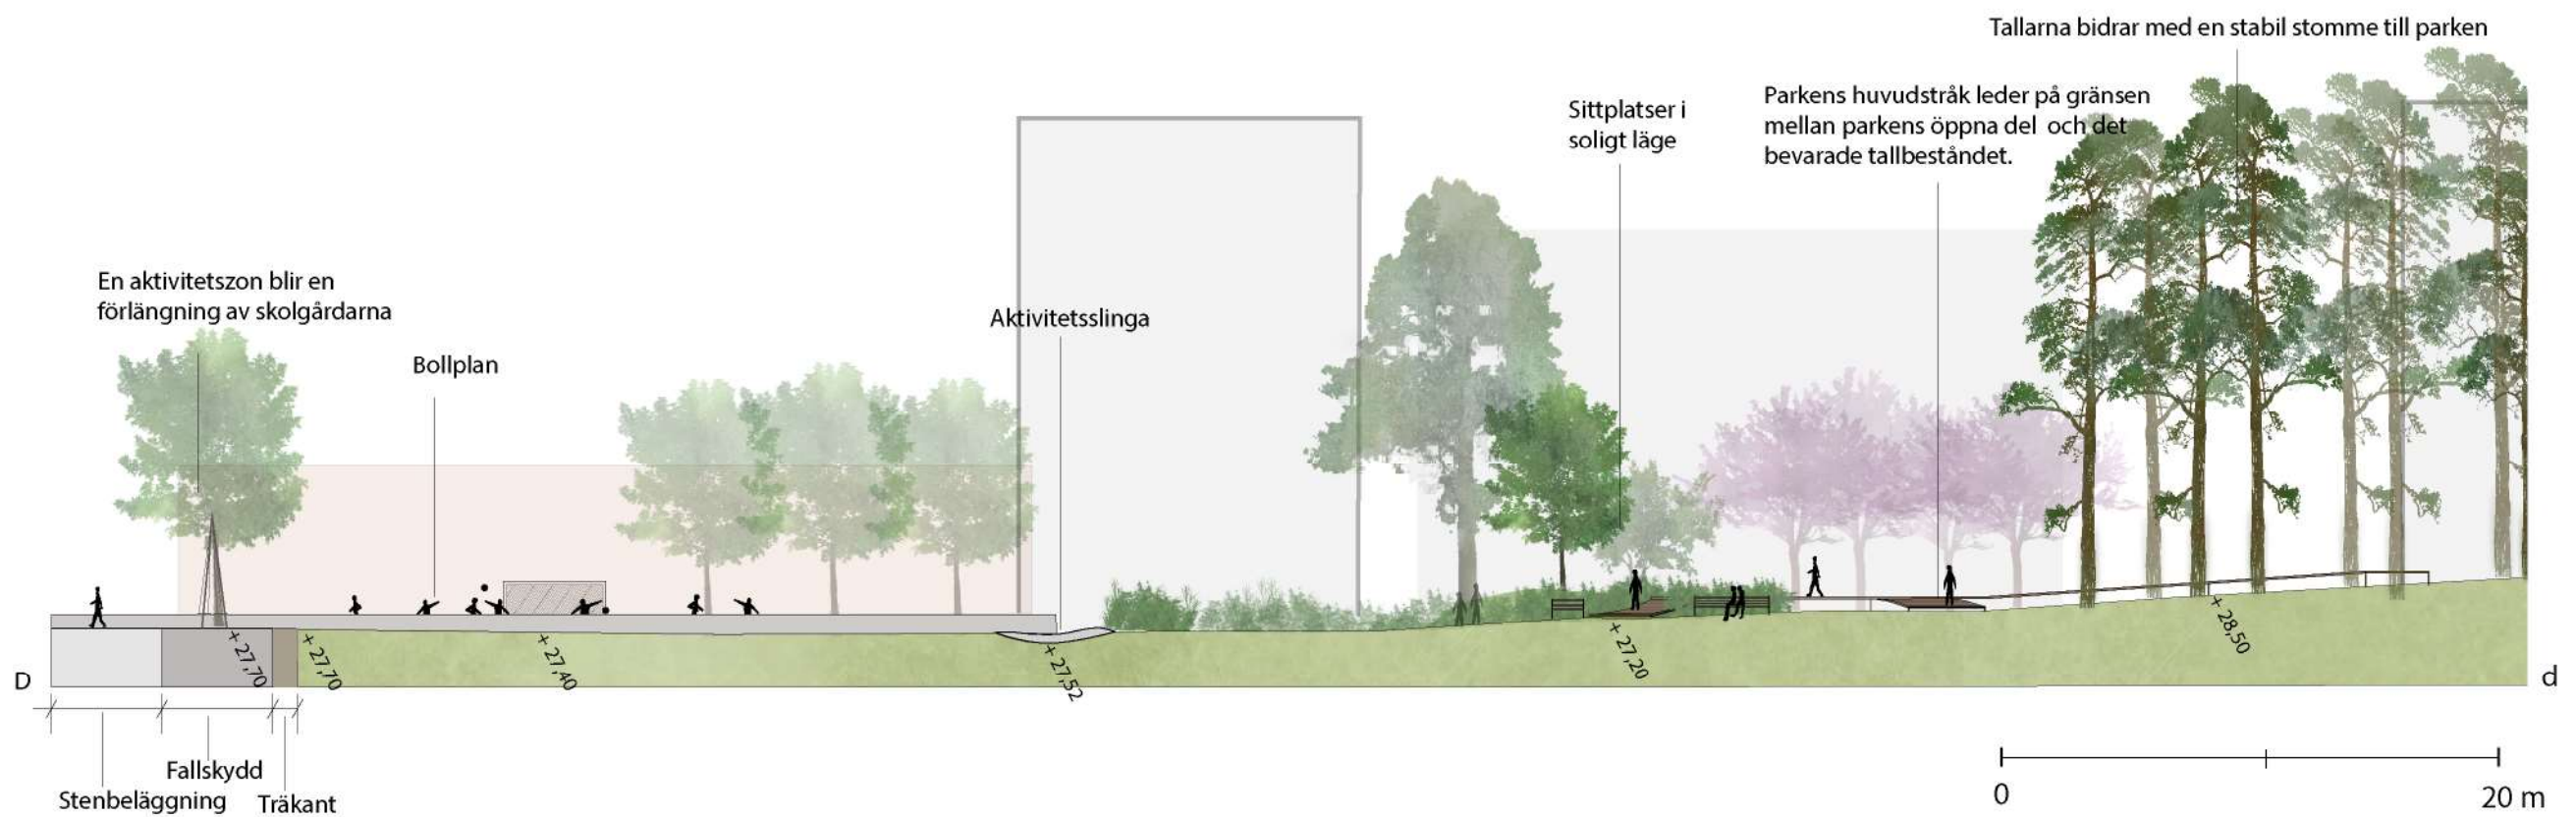 Tallarna bidrar med en stabil stomme till parken
Parkens huvudstråk leder på gränsen
mellan parkens öppna del och det
bevarade tallbeståndet.
Sittplatser i
soligt läge
En aktivitetszon blir en
förlängning av skolgårdarna
Aktivitetsslinga
Bollplan
+ 27,70
+ 27,70
+ 27,40
+ 27,52
+ 27,20
+ 28,50
D
d
Fallskydd
Stenbeläggning
Träkant
0
20 m